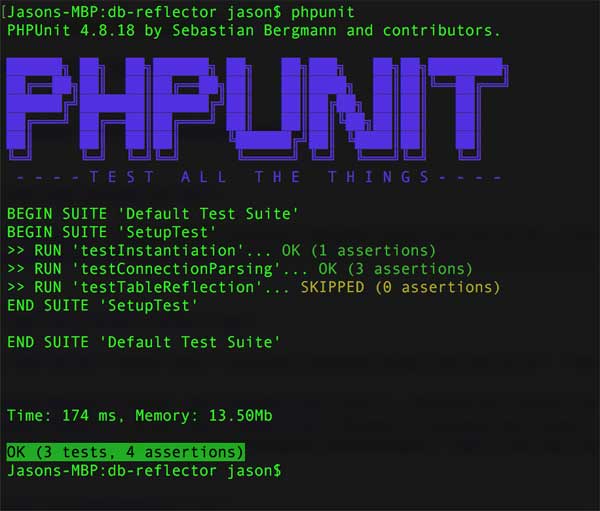 [Jasons-MBP:db-reflector jason$ phpunit
PHPUnit 4.8.18 by Sebastian Bergmann and contributors.
PHPUNIT
----TEST ALL THE THINGS----
BEGIN SUITE 'Default Test Suite'
BEGIN SUITE 'SetupTest'
>> RUN 'testInstantiation'... OK (1 assertions)
>> RUN 'testConnectionParsing'... OK (3 assertions)
>> RUN 'testTableReflection'... SKIPPED (0 assertions)
END SUITE 'SetupTest'
END SUITE 'Default Test Suite'
Time: 174 ms, Memory: 13.50Mb
OK (3 tests, 4 assertions)
Jasons-MBP:db-reflector jason$